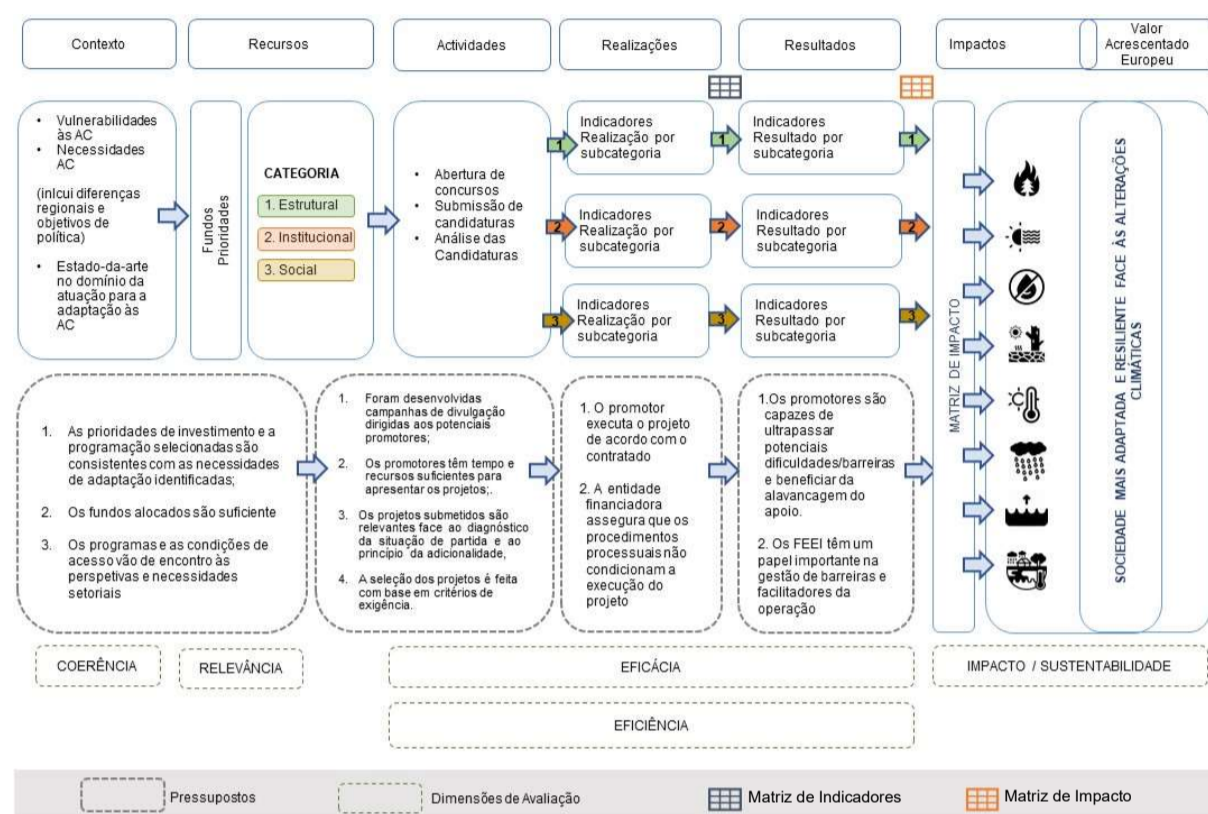 Contexto
Recursos
Actividades
Realizações
Resultados
Impactos
Valor
Acrescentado
Europeu
• Vulnerabilidades
às AC
• Necessidades
AC
(inlcui diferenças
regionais e
objetivos de
política)
• Estado-da-arte
no domínio da
atuação para a
adaptação às
AC
Fundos
Prioridades
CATEGORIA
1. Estrutural
2. Institucional
3. Social
• Abertura de
concursos
• Submissão de
candidaturas
• Análise das
Candidaturas
1
Indicadores
Realização por
subcategoria
1
Indicadores
Resultado por
subcategoria
1
2
Indicadores
Realização por
subcategoria
2
Indicadores
Resultado por
subcategoria
2
3
Indicadores
Realização por
subcategoria
3
Indicadores
Resultado por
subcategoria
3
MATRIZ DE IMPACTO
°C
SOCIEDADE MAIS ADAPTADA E RESILIENTE FACE ÀS ALTERAÇÕES
CLIMÁTICAS
1. As prioridades de investimento e a
programação selecionadas são
consistentes com as necessidades
de adaptação identificadas;
2. Os fundos alocados são suficiente
3. Os programas e as condições de
acesso vão de encontro às
perspetivas e necessidades
setoriais
1. Foram desenvolvidas
campanhas de divulgação
dirigidas aos potenciais
promotores;
2. Os promotores têm tempo e
recursos suficientes para
apresentar os projetos;.
3. Os projetos submetidos são
relevantes face ao diagnóstico
da situação de partida e ao
princípio da adicionalidade,
4. A seleção dos projetos é feita
com base em critérios de
exigência.
1. O promotor
executa o projeto
de acordo com o
contratado
2. A entidade
financiadora
assegura que os
procedimentos
processuais não
condicionam a
execução do
projeto
1.Os promotores são
capazes de
ultrapassar
potenciais
dificuldades/barreiras
e beneficiar da
alavancagem do
apoio.
2. Os FEEI têm um
papel importante na
gestão de barreiras e
facilitadores da
operação
COERÊNCIA
RELEVÂNCIA
EFICÁCIA
IMPACTO / SUSTENTABILIDADE
EFICIÊNCIA
Pressupostos
Dimensões de Avaliação
Matriz de Indicadores
Matriz de Impacto